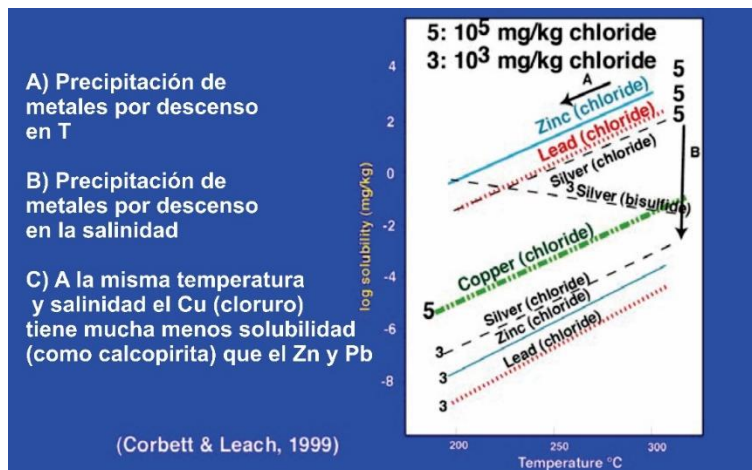 A) Precipitación de
metales por descenso
en T
B) Precipitación de
metales por descenso
en la salinidad
C) A la misma temperatura
y salinidad el Cu (cloruro)
tiene mucha menos solubilidad
(como calcopirita) que el Zn y Pb
(Corbett & Leach, 1999)
5: 10⁵ mg/kg chloride
3: 10³ mg/kg chloride
A
5
Zinc (chloride)
5
Lead (chloride)
5
Silver (chloride)
B
3 Silver (bisulfide)
Copper (chloride)
5
Silver (chloride)
3
Zinc (chloride)
3
Lead (chloride)
3
log solubility (mg/kg)
4
2
0
-2
-4
-6
-8
200
250
300
Temperature °C